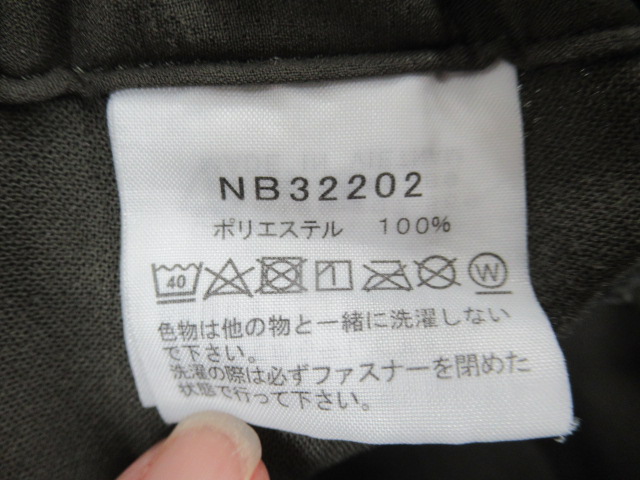 NB32202
ポリエステル 100%
40 W
色物は他の物と一緒に洗濯しない
で下さい。
洗濯の際は必ずファスナーを閉めた
状態で行って下さい。